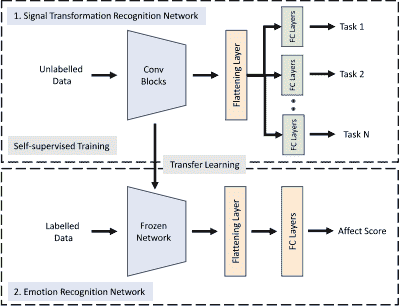 1. Signal Transformation Recognition Network
Unlabelled
Data
Conv
Blocks
Flattening Layer
FC Layers
Task 1
FC Layers
Task 2
FC Layers
Task N
Self-supervised Training
Transfer Learning
Labelled
Data
Frozen
Network
Flattening Layer
FC Layers
Affect Score
2. Emotion Recognition Network